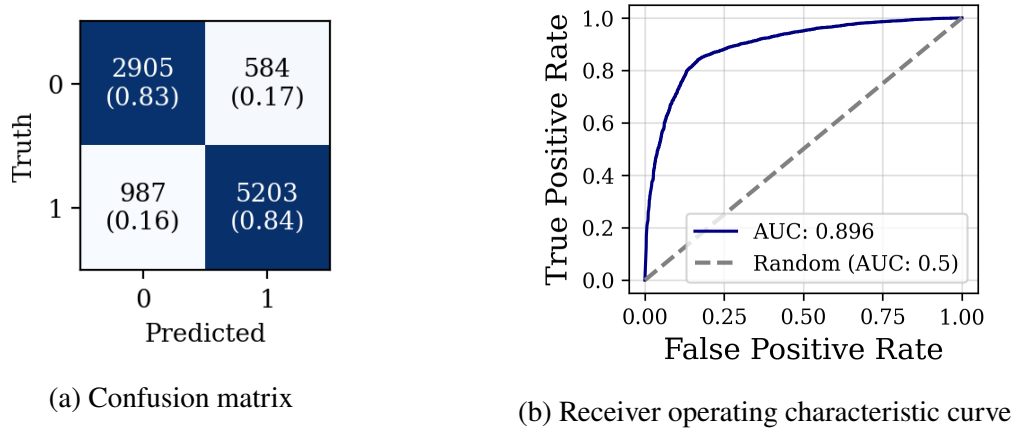 2905
(0.83)
584
(0.17)
987
(0.16)
5203
(0.84)
0
1
Truth
0
1
Predicted
(a) Confusion matrix
1.0
0.8
0.6
0.4
0.2
0.0
True Positive Rate
AUC: 0.896
Random (AUC: 0.5)
0.00
0.25
0.50
0.75
1.00
False Positive Rate
(b) Receiver operating characteristic curve